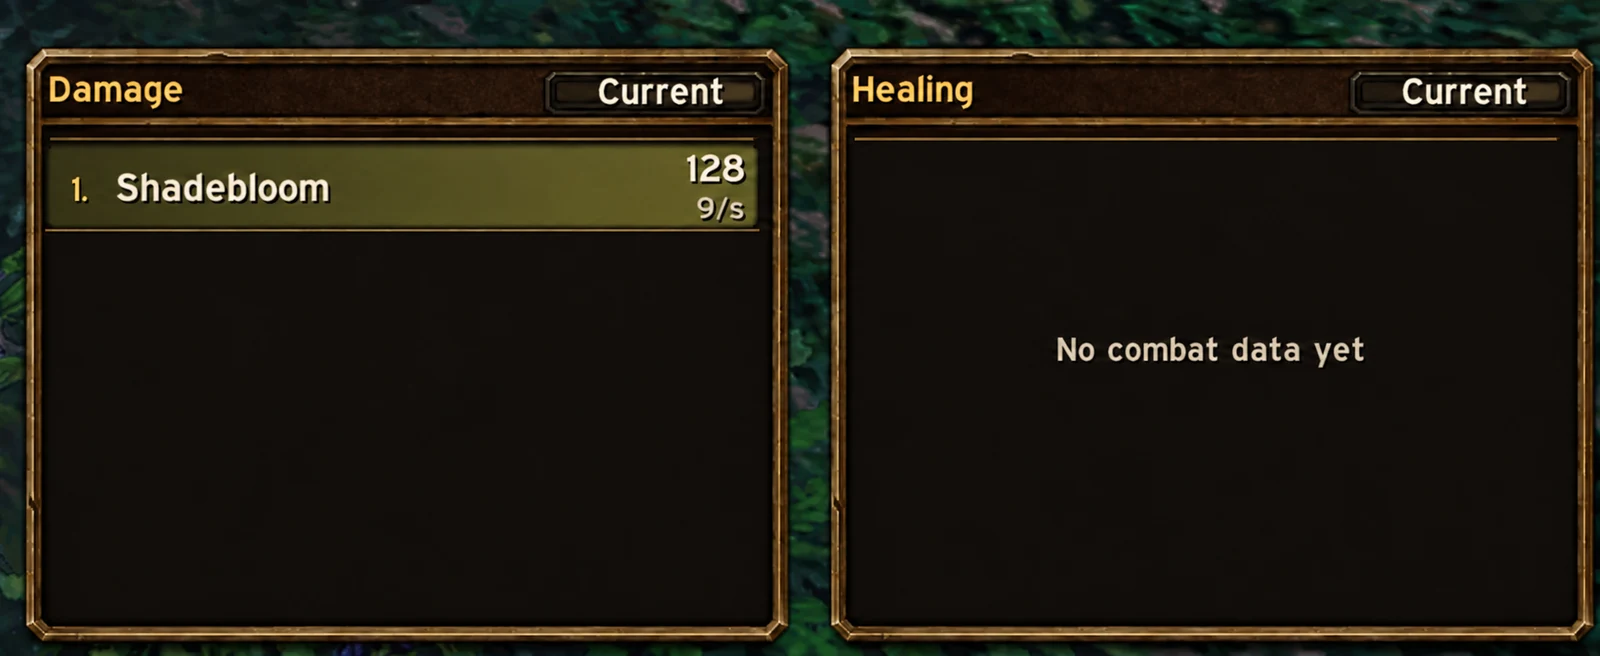 Damage
Current
1. Shadebloom
128
9/s
Healing
Current
No combat data yet